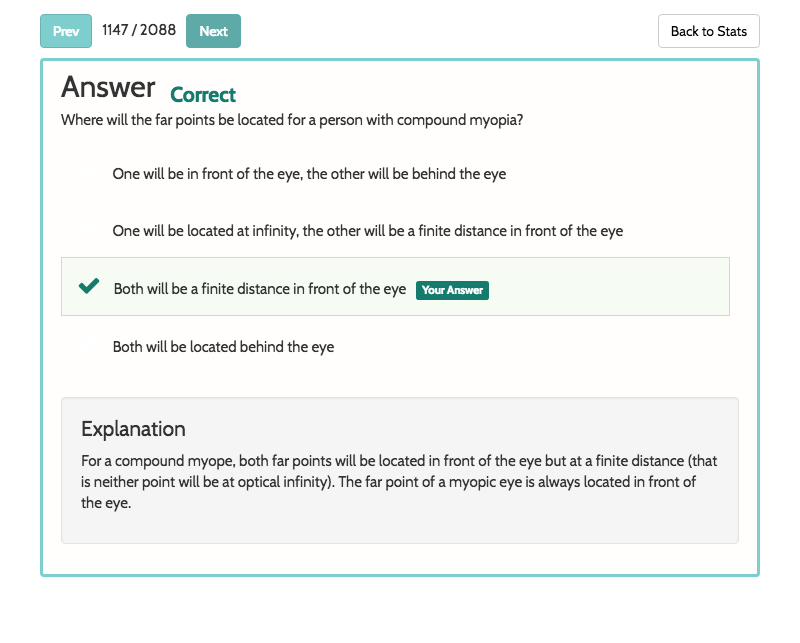 Prev 1147 / 2088 Next Back to Stats
Answer Correct
Where will the far points be located for a person with compound myopia?
One will be in front of the eye, the other will be behind the eye
One will be located at infinity, the other will be a finite distance in front of the eye
Both will be a finite distance in front of the eye Your Answer
Both will be located behind the eye
Explanation
For a compound myope, both far points will be located in front of the eye but at a finite distance (that
is neither point will be at optical infinity). The far point of a myopic eye is always located in front of
the eye.